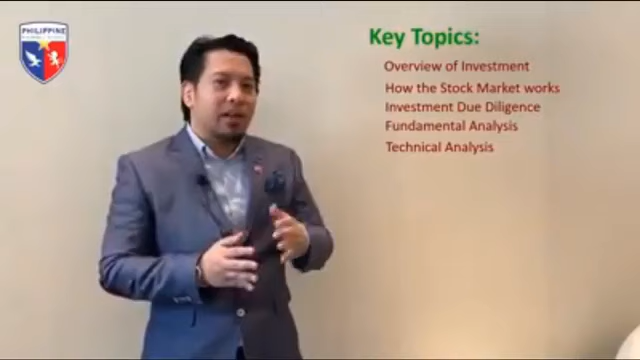 PHILIPPINE
Key Topics:
Overview of Investment
How the Stock Market works
Investment Due Diligence
Fundamental Analysis
Technical Analysis